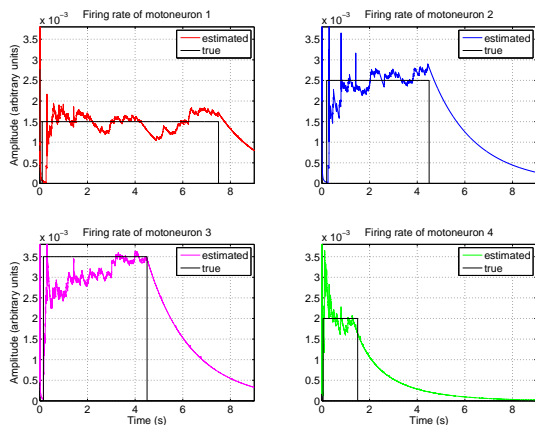 Firing rate of motoneuron 1
x 10⁻³
estimated
true
3.5
3
2.5
2
1.5
1
0.5
0
0 2 4 6 8
Amplitude (arbitrary units)
Firing rate of motoneuron 2
x 10⁻³
estimated
true
3.5
3
2.5
2
1.5
1
0.5
0
0 2 4 6 8
Firing rate of motoneuron 3
x 10⁻³
estimated
true
3.5
3
2.5
2
1.5
1
0.5
0
0 2 4 6 8
Amplitude (arbitrary units)
Time (s)
Firing rate of motoneuron 4
x 10⁻³
estimated
true
3.5
3
2.5
2
1.5
1
0.5
0
0 2 4 6 8
Time (s)